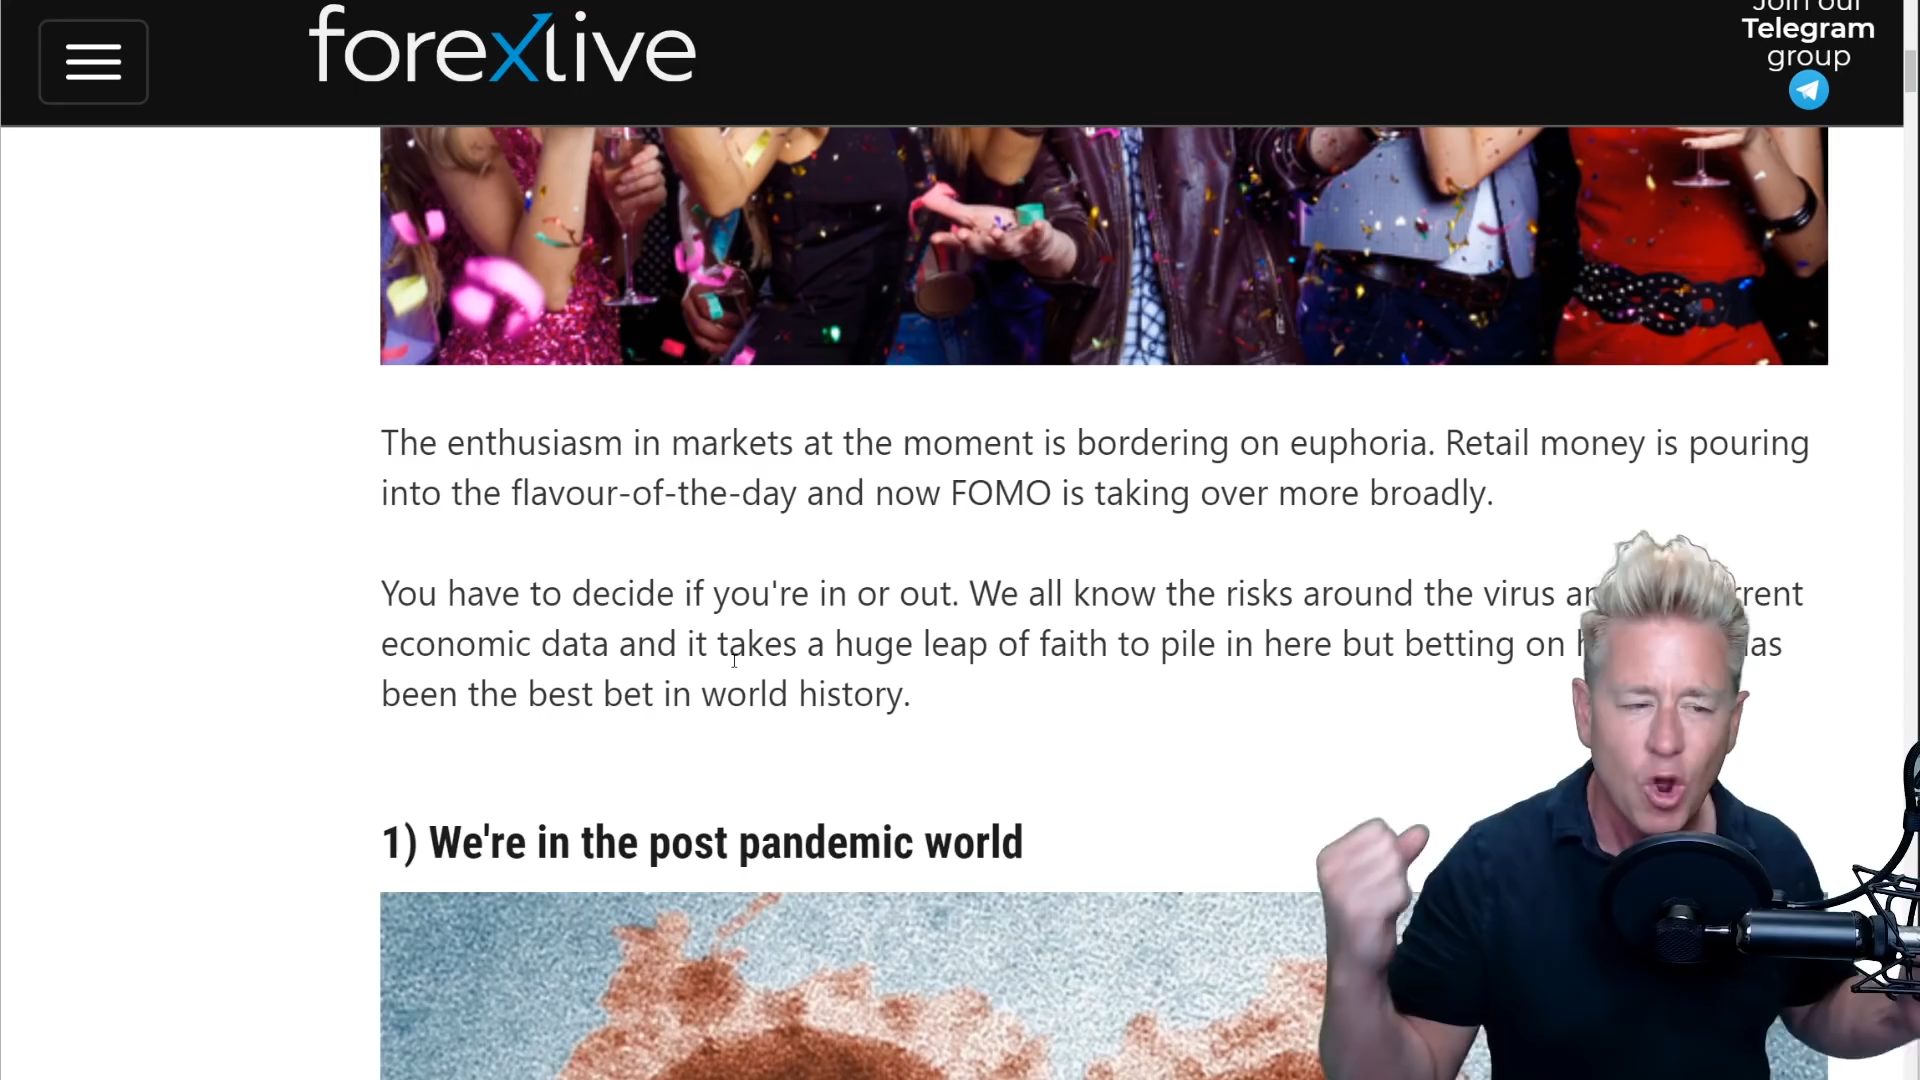 forexlive
Join our
Telegram
group
The enthusiasm in markets at the moment is bordering on euphoria. Retail money is pouring
into the flavour-of-the-day and now FOMO is taking over more broadly.
You have to decide if you're in or out. We all know the risks around the virus
economic data and it takes a huge leap of faith to pile in here but betting on
been the best bet in world history.
1) We're in the post pandemic world